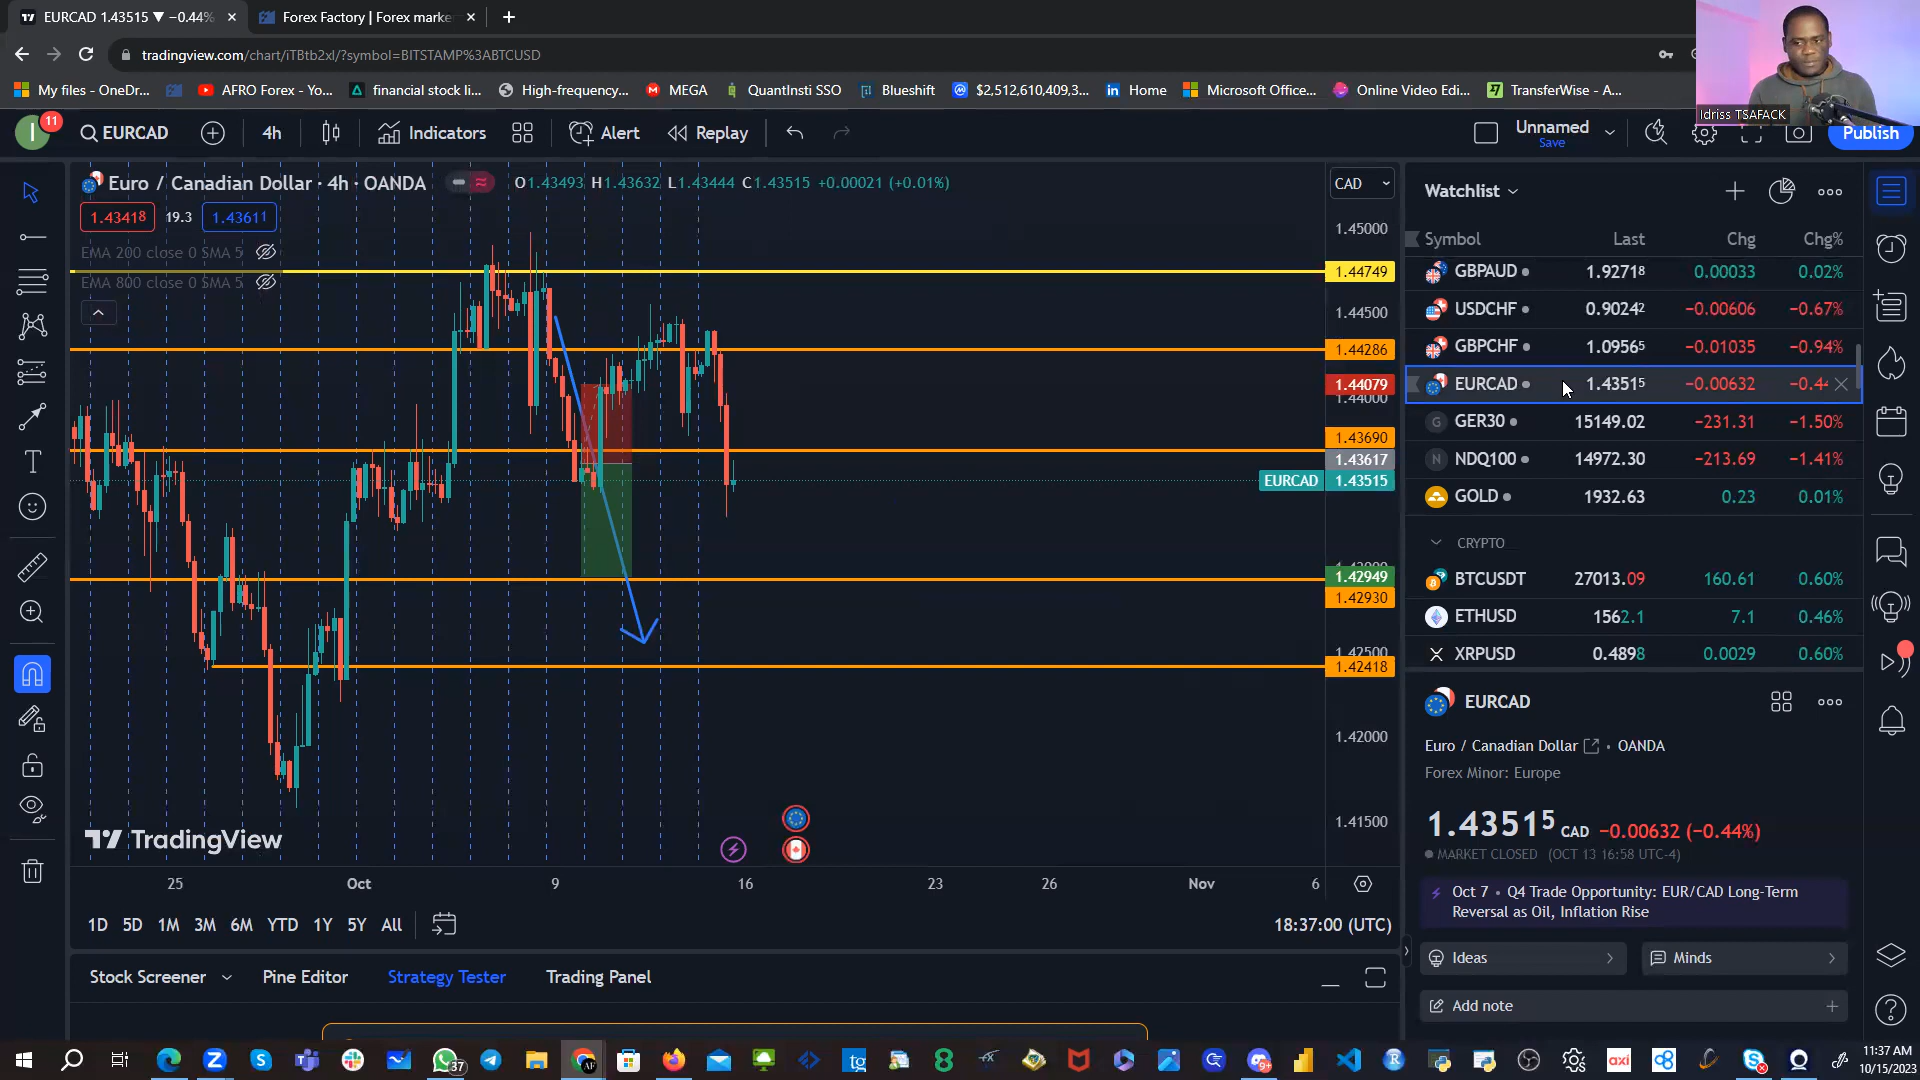 EURCAD 1.43515 ▼ −0.44%
Forex Factory | Forex marke
tradingview.com/chart/iTBtb2xl/?symbol=BITSTAMP%3ABTCUSD
My files - OneDr...
AFRO Forex - Yo...
financial stock li...
High-frequency...
MEGA
QuantInsti SSO
Blueshift
$2,512,610,409,3...
Home
Microsoft Office...
Online Video Edi...
TransferWise - A...
Idriss TSAFACK
I
11
EURCAD
4h
Indicators
Alert
Replay
Unnamed
Save
Publish
Euro / Canadian Dollar · 4h · OANDA
O1.43493 H1.43632 L1.43444 C1.43515 +0.00021 (+0.01%)
1.43418 19.3 1.43611
EMA 200 close 0 SMA 5
EMA 800 close 0 SMA 5
CAD
1.45000
1.44749
1.44500
1.44286
1.44079
1.44000
1.43690
1.43617
EURCAD 1.43515
1.42949
1.42930
1.42500
1.42418
1.42000
1.41500
TradingView
25 Oct 9 16 23 26 Nov 6
1D 5D 1M 3M 6M YTD 1Y 5Y All
18:37:00 (UTC)
Stock Screener
Pine Editor
Strategy Tester
Trading Panel
Watchlist
Symbol Last Chg Chg%
GBPAUD 1.92718 0.00033 0.02%
USDCHF 0.90242 −0.00606 −0.67%
GBPCHF 1.09565 −0.01035 −0.94%
EURCAD 1.43515 −0.00632 −0.44
G GER30 15149.02 −231.31 −1.50%
N NDQ100 14972.30 −213.69 −1.41%
GOLD 1932.63 0.23 0.01%
CRYPTO
BTCUSDT 27013.09 160.61 0.60%
ETHUSD 1562.1 7.1 0.46%
XRPUSD 0.4898 0.0029 0.60%
EURCAD
Euro / Canadian Dollar • OANDA
Forex Minor: Europe
1.43515 CAD −0.00632 (−0.44%)
MARKET CLOSED (OCT 13 16:58 UTC-4)
Oct 7 • Q4 Trade Opportunity: EUR/CAD Long-Term
Reversal as Oil, Inflation Rise
Ideas
Minds
Add note
37
tg
9+
axi
11:37 AM
10/15/2023